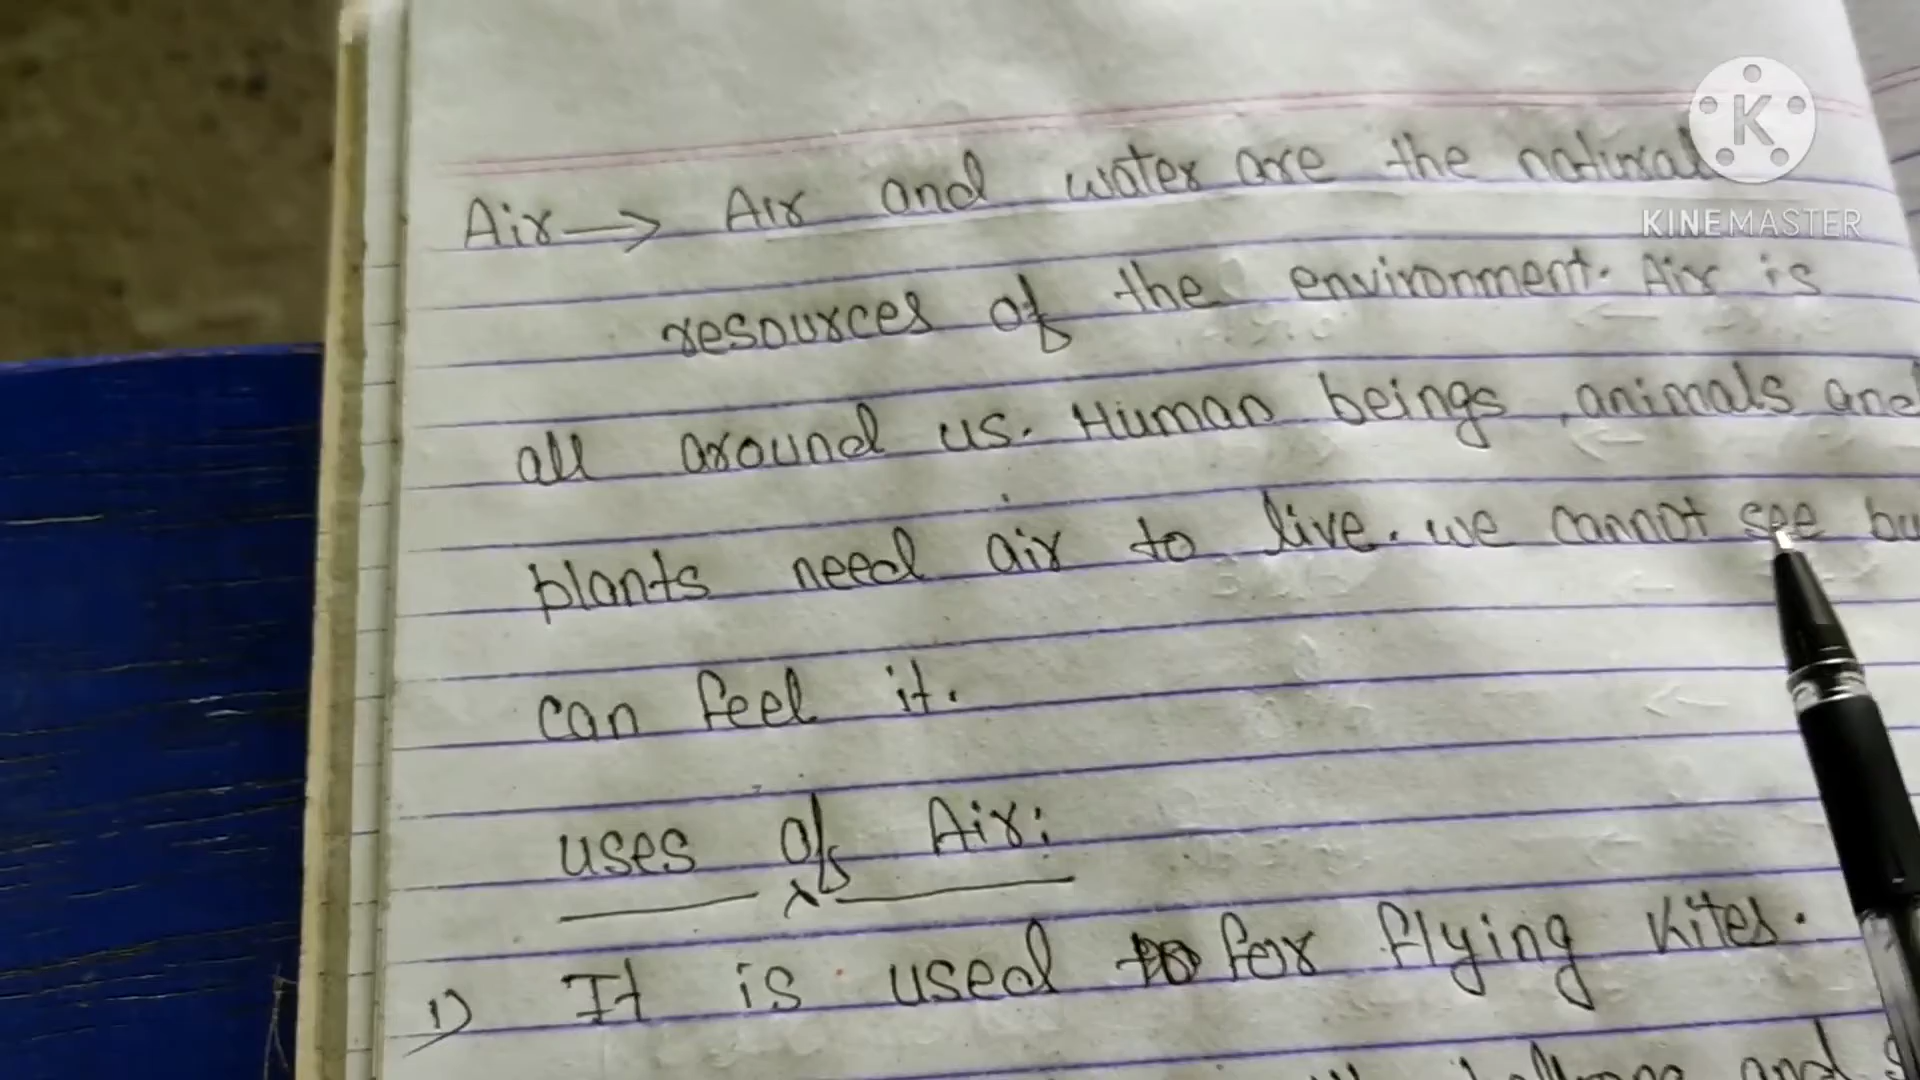 Air → Air and water are the natural
resources of the environment. Air is
all around us. Human beings, animals and
plants need air to live. we cannot see bu
can feel it.
uses of Air:
1) It is used for flying kites.
and
K
KINEMASTER